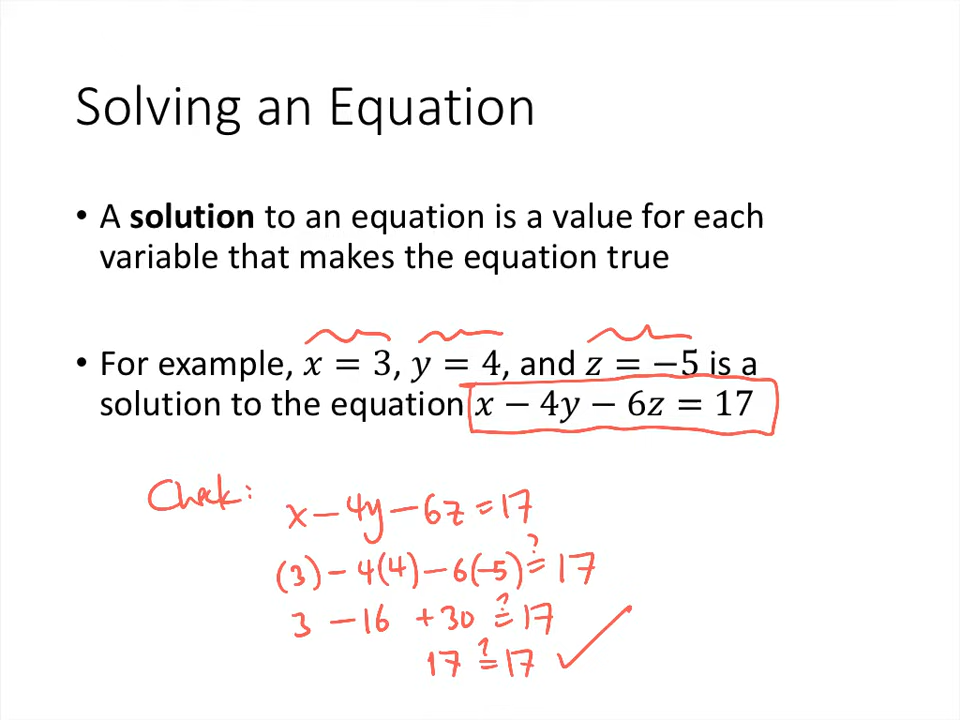 Solving an Equation
• A solution to an equation is a value for each
variable that makes the equation true
• For example, x = 3, y = 4, and z = −5 is a
solution to the equation x − 4y − 6z = 17
Check:
x − 4y − 6z = 17
(3) − 4(4) − 6(−5) ≟ 17
3 − 16 + 30 ≟ 17
17 ≟ 17 ✓